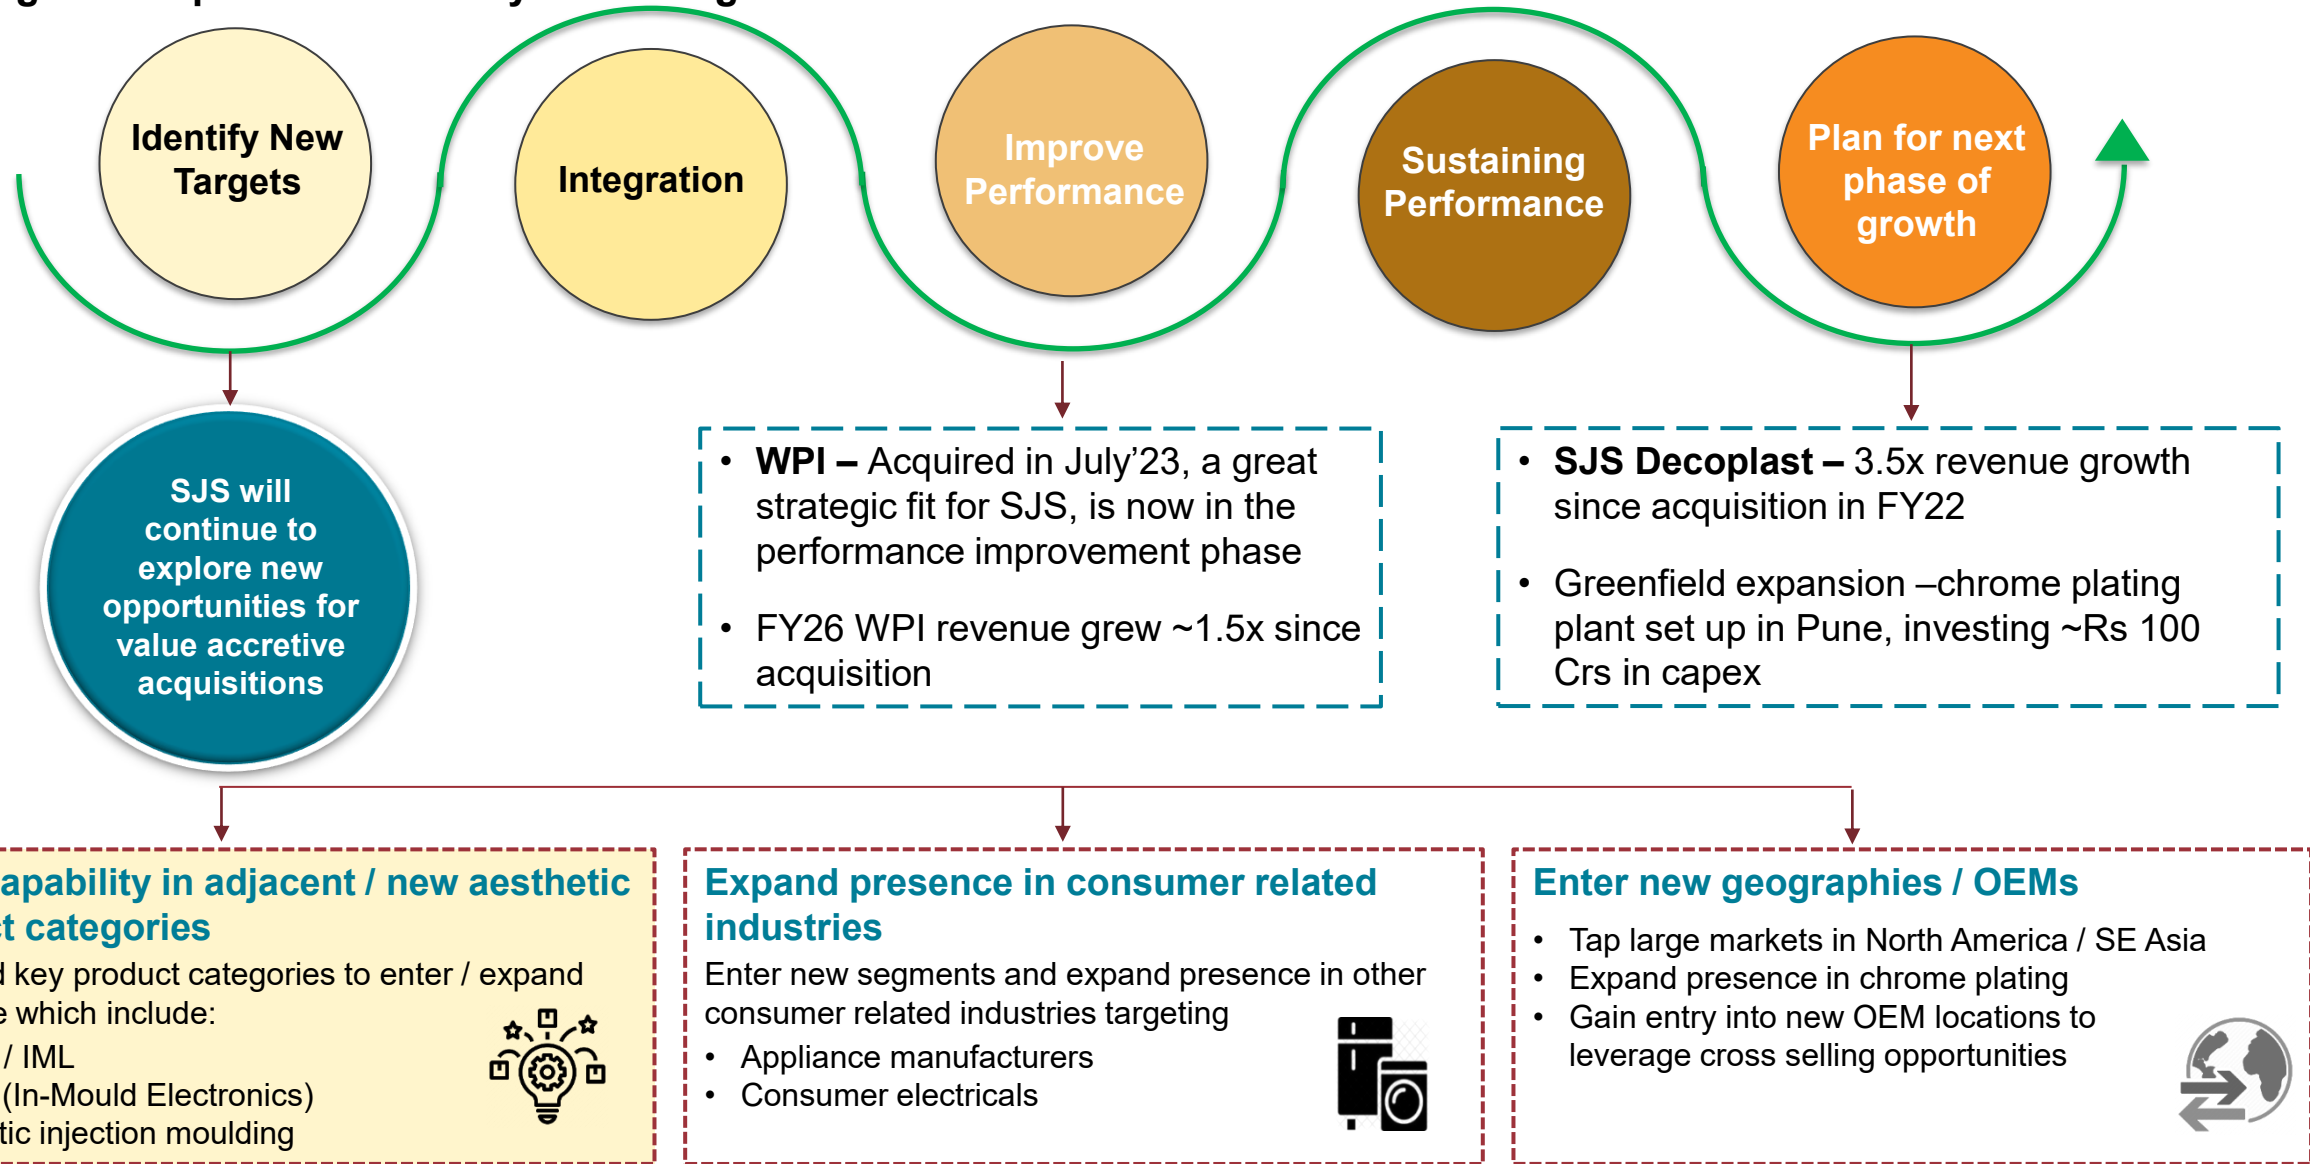 Identify New
Targets
Integration
Improve
Performance
Sustaining
Performance
Plan for next
phase of
growth
SJS will
continue to
explore new
opportunities for
value accretive
acquisitions
• WPI – Acquired in July’23, a great
strategic fit for SJS, is now in the
performance improvement phase
• FY26 WPI revenue grew ~1.5x since
acquisition
• SJS Decoplast – 3.5x revenue growth
since acquisition in FY22
• Greenfield expansion –chrome plating
plant set up in Pune, investing ~Rs 100
Crs in capex
apability in adjacent / new aesthetic
categories
key product categories to enter / expand
which include:
/ IML
(In-Mould Electronics)
injection moulding
Expand presence in consumer related
industries
Enter new segments and expand presence in other
consumer related industries targeting
• Appliance manufacturers
• Consumer electricals
Enter new geographies / OEMs
• Tap large markets in North America / SE Asia
• Expand presence in chrome plating
• Gain entry into new OEM locations to
leverage cross selling opportunities